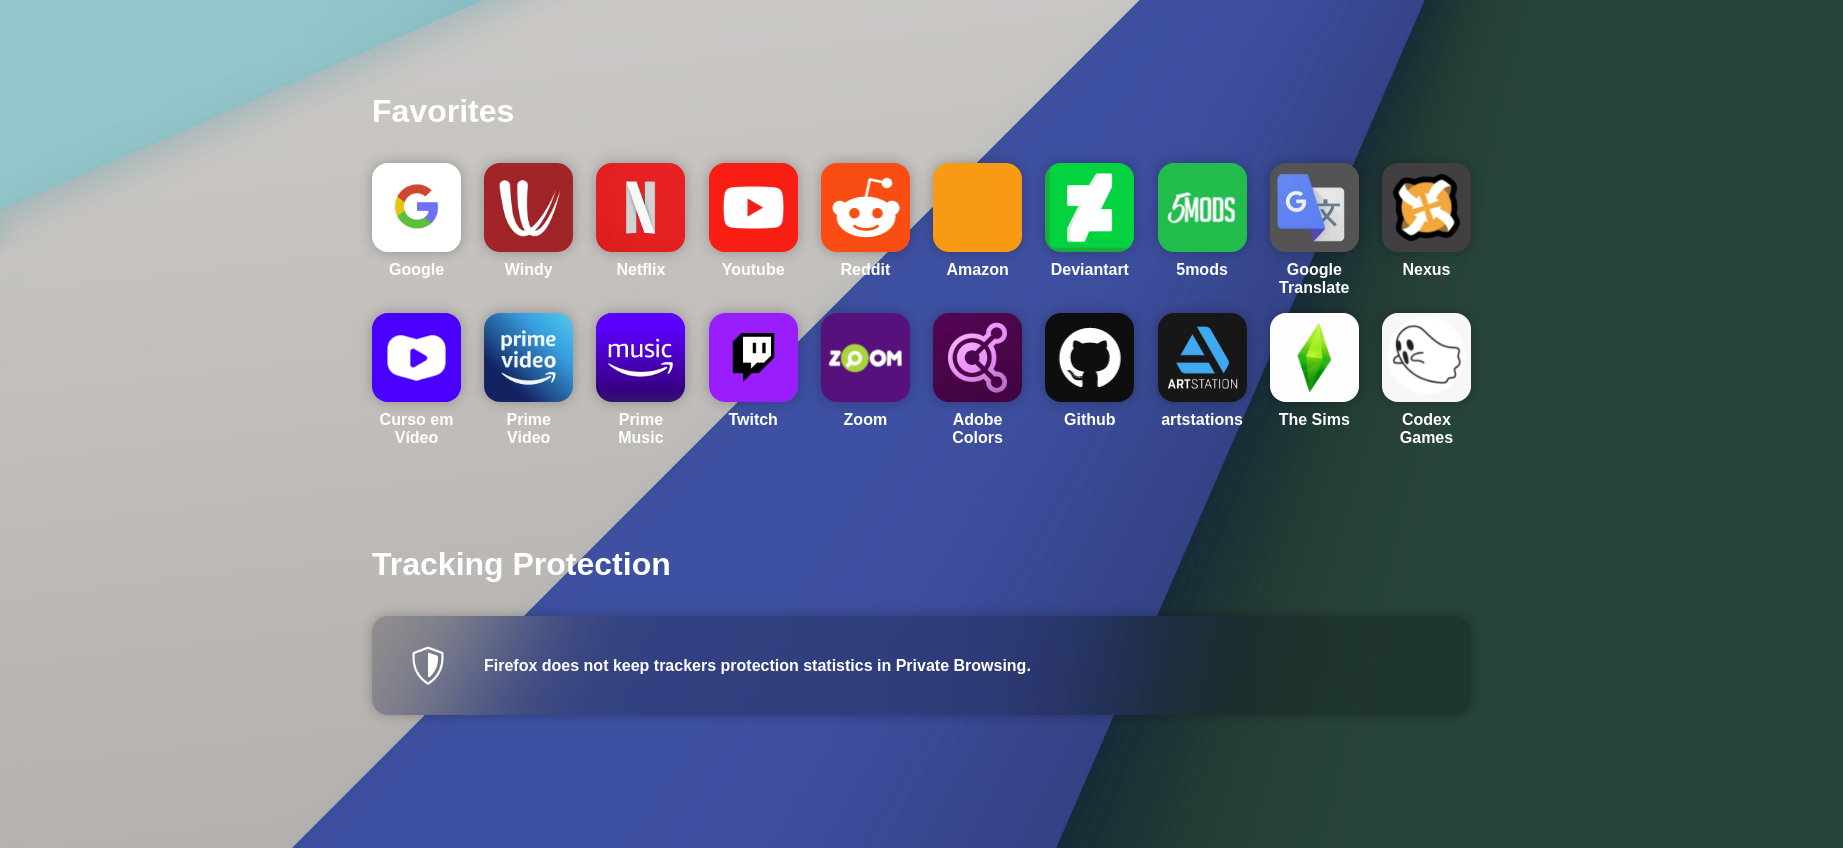 Favorites
5MODS
Google Windy Netflix Youtube Reddit Amazon Deviantart 5mods Google Translate Nexus
prime video
music
ZOOM
ARTSTATION
Curso em Vídeo Prime Video Prime Music Twitch Zoom Adobe Colors Github artstations The Sims Codex Games
Tracking Protection
Firefox does not keep trackers protection statistics in Private Browsing.